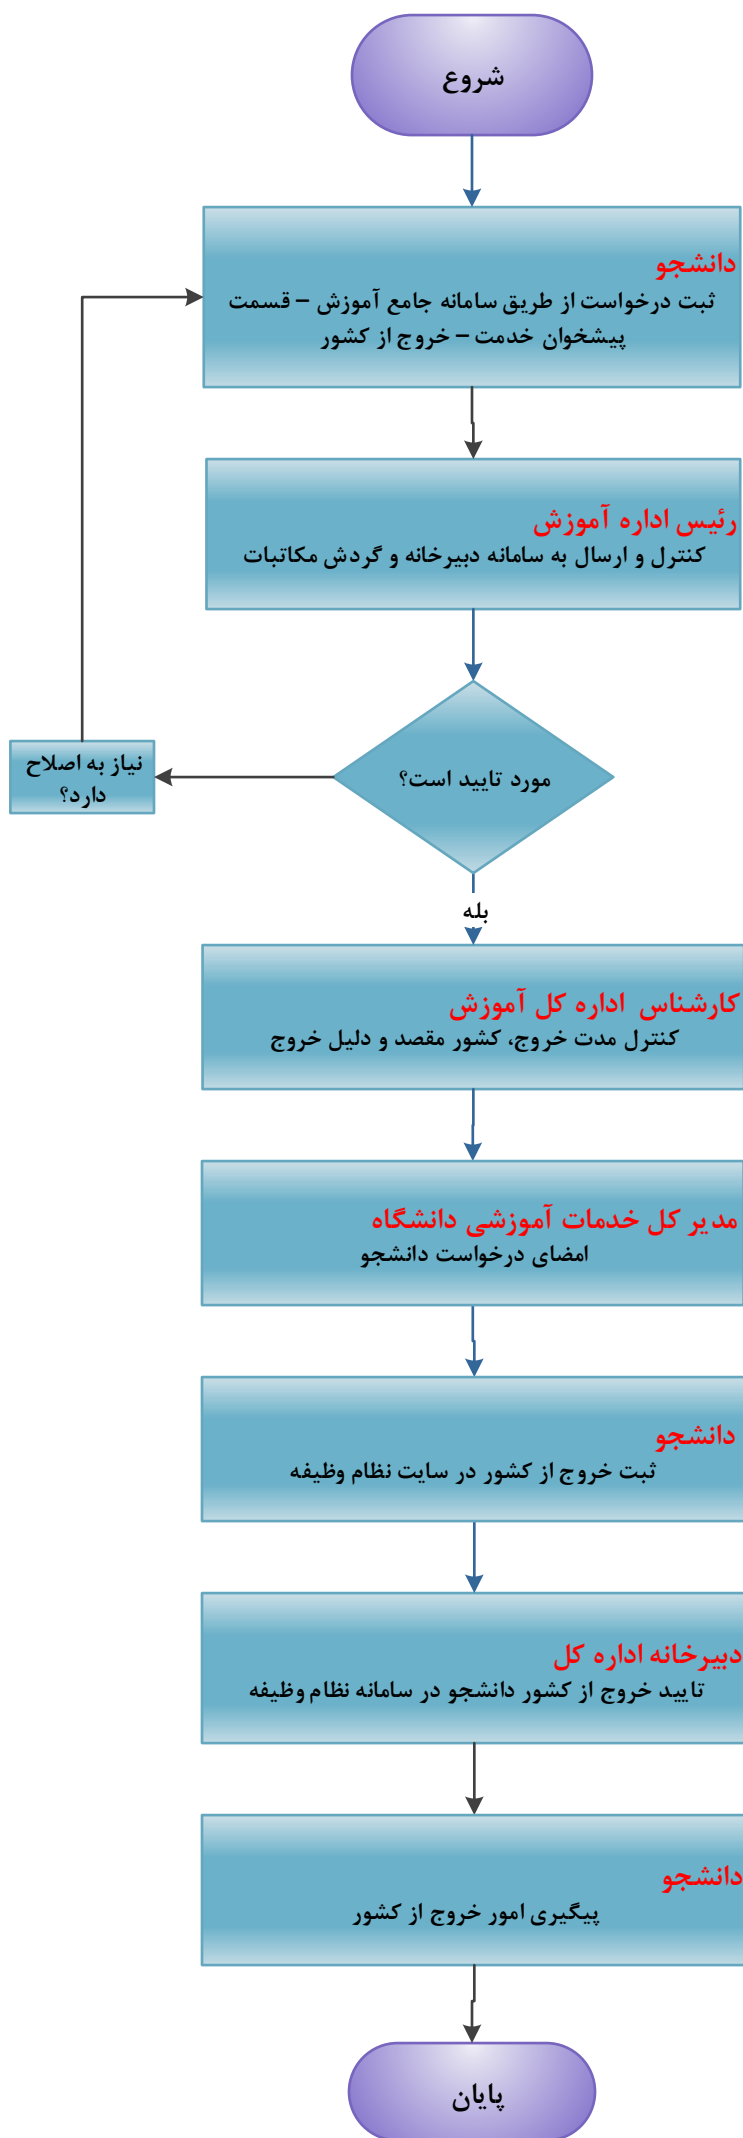 شروع
دانشجو
ثبت درخواست از طریق سامانه جامع آموزش – قسمت
پیشخوان خدمت – خروج از کشور
رئیس اداره آموزش
کنترل و ارسال به سامانه دبیرخانه و گردش مکاتبات
مورد تایید است؟
نیاز به اصلاح
دارد؟
بله
کارشناس اداره کل آموزش
کنترل مدت خروج، کشور مقصد و دلیل خروج
مدیر کل خدمات آموزشی دانشگاه
امضای درخواست دانشجو
دانشجو
ثبت خروج از کشور در سایت نظام وظیفه
دبیرخانه اداره کل
تایید خروج از کشور دانشجو در سامانه نظام وظیفه
دانشجو
پیگیری امور خروج از کشور
پایان